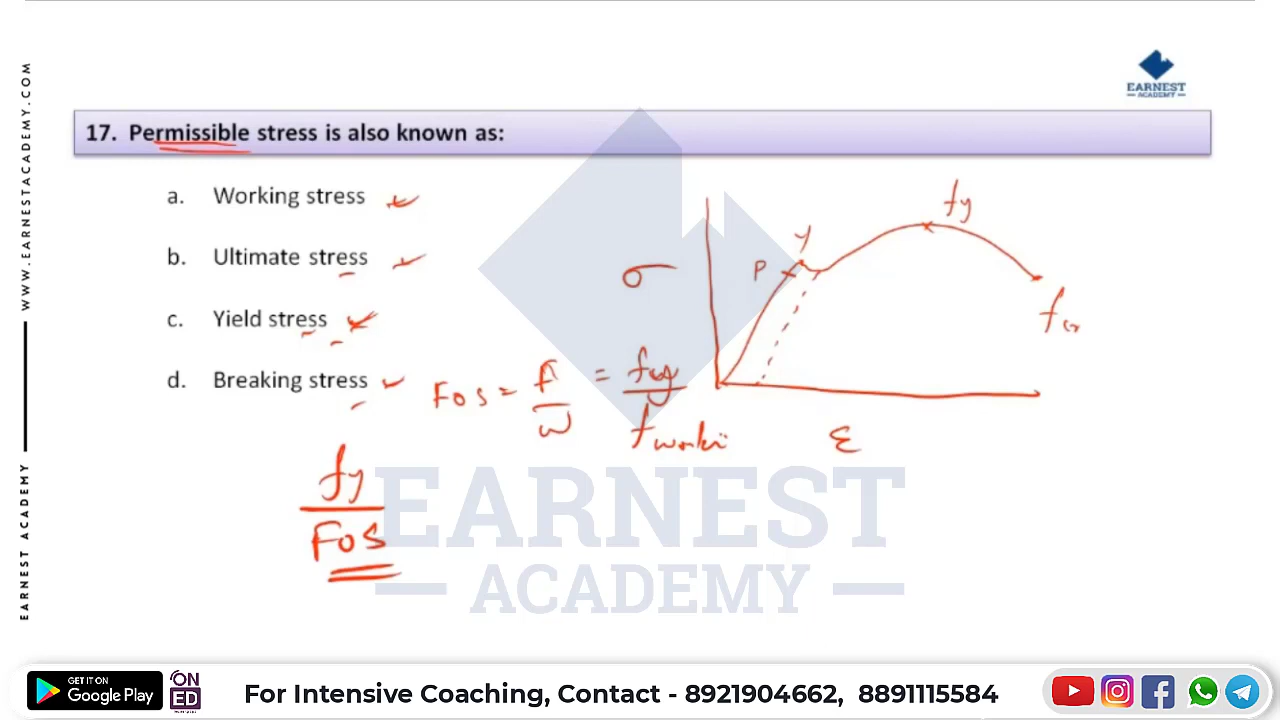 WWW.EARNESTACADEMY.COM
EARNEST ACADEMY
EARNEST
ACADEMY
17. Permissible stress is also known as:
a. Working stress
b. Ultimate stress
c. Yield stress
d. Breaking stress
σ
P
y
fy
ε
FOS = F/W =
fy
FOS
EARNEST
ACADEMY
GET IT ON
Google Play
ON
ED
For Intensive Coaching, Contact - 8921904662, 8891115584